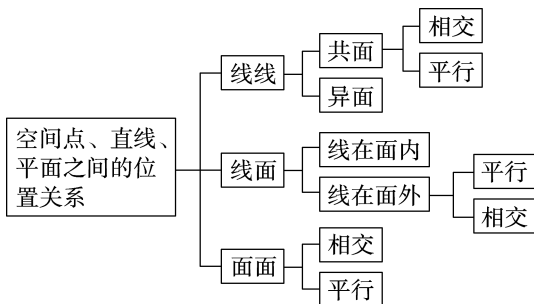 空间点、直线、
平面之间的位
置关系
线线
共面
相交
平行
异面
线面
线在面内
线在面外
平行
相交
面面
相交
平行